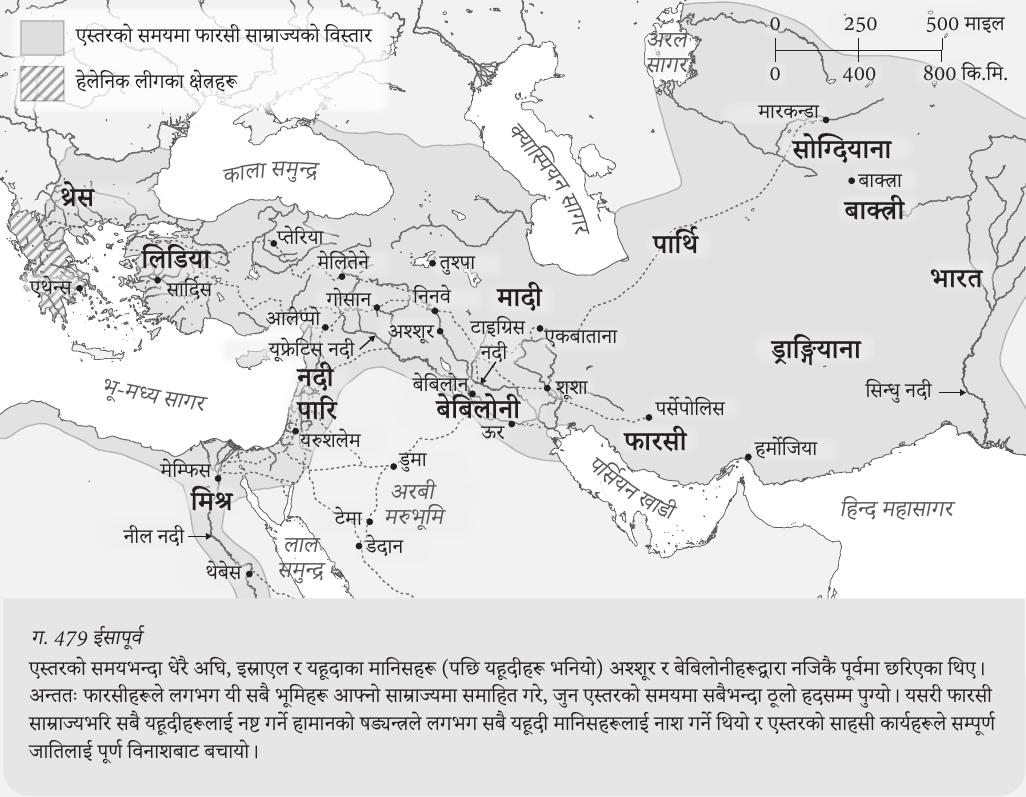 एस्तरको समयमा फारसी साम्राज्यको विस्तार
हेलेनिक लीगका क्षेत्रहरू
0 250 500 माइल
0 400 800 कि.मि.
अरल
सागर
मारकन्डा
सोग्दियाना
बाक्त्रा
बाक्त्री
क्यास्पियन सागर
काला समुन्द्र
थ्रेस
पार्थि
प्तेरिया
लिडिया
सार्दिस
एथेन्स
मेलितेने
तुश्पा
भारत
गोसान
निनवे
मादी
आलेप्पो
अश्शूर
टाइग्रिस
नदी
एकबाताना
यूफ्रेटिस नदी
ड्राङ्गियाना
नदी
पारि
भू-मध्य सागर
बेबिलोन
शूशा
सिन्धु नदी
बेबिलोनी
पर्सेपोलिस
ऊर
फारसी
यरुशलेम
हर्मोजिया
डुमा
मेम्फिस
पर्सियन खाडी
मिश्र
अरबी
मरुभूमि
हिन्द महासागर
टेमा
नील नदी
डेदान
लाल
समुन्द्र
थेबेस
ग. 479 ईसापूर्व
एस्तरको समयभन्दा धेरै अघि, इस्राएल र यहूदाका मानिसहरू (पछि यहूदीहरू भनियो) अश्शूर र बेबिलोनीहरूद्वारा नजिकै पूर्वमा छरिएका थिए।
अन्ततः फारसीहरूले लगभग यी सबै भूमिहरू आफ्नो साम्राज्यमा समाहित गरे, जुन एस्तरको समयमा सबैभन्दा ठूलो हदसम्म पुग्यो। यसरी फारसी
साम्राज्यभरि सबै यहूदीहरूलाई नष्ट गर्ने हामानको षड्यन्त्रले लगभग सबै यहूदी मानिसहरूलाई नाश गर्ने थियो र एस्तरको साहसी कार्यहरूले सम्पूर्ण
जातिलाई पूर्ण विनाशबाट बचायो।